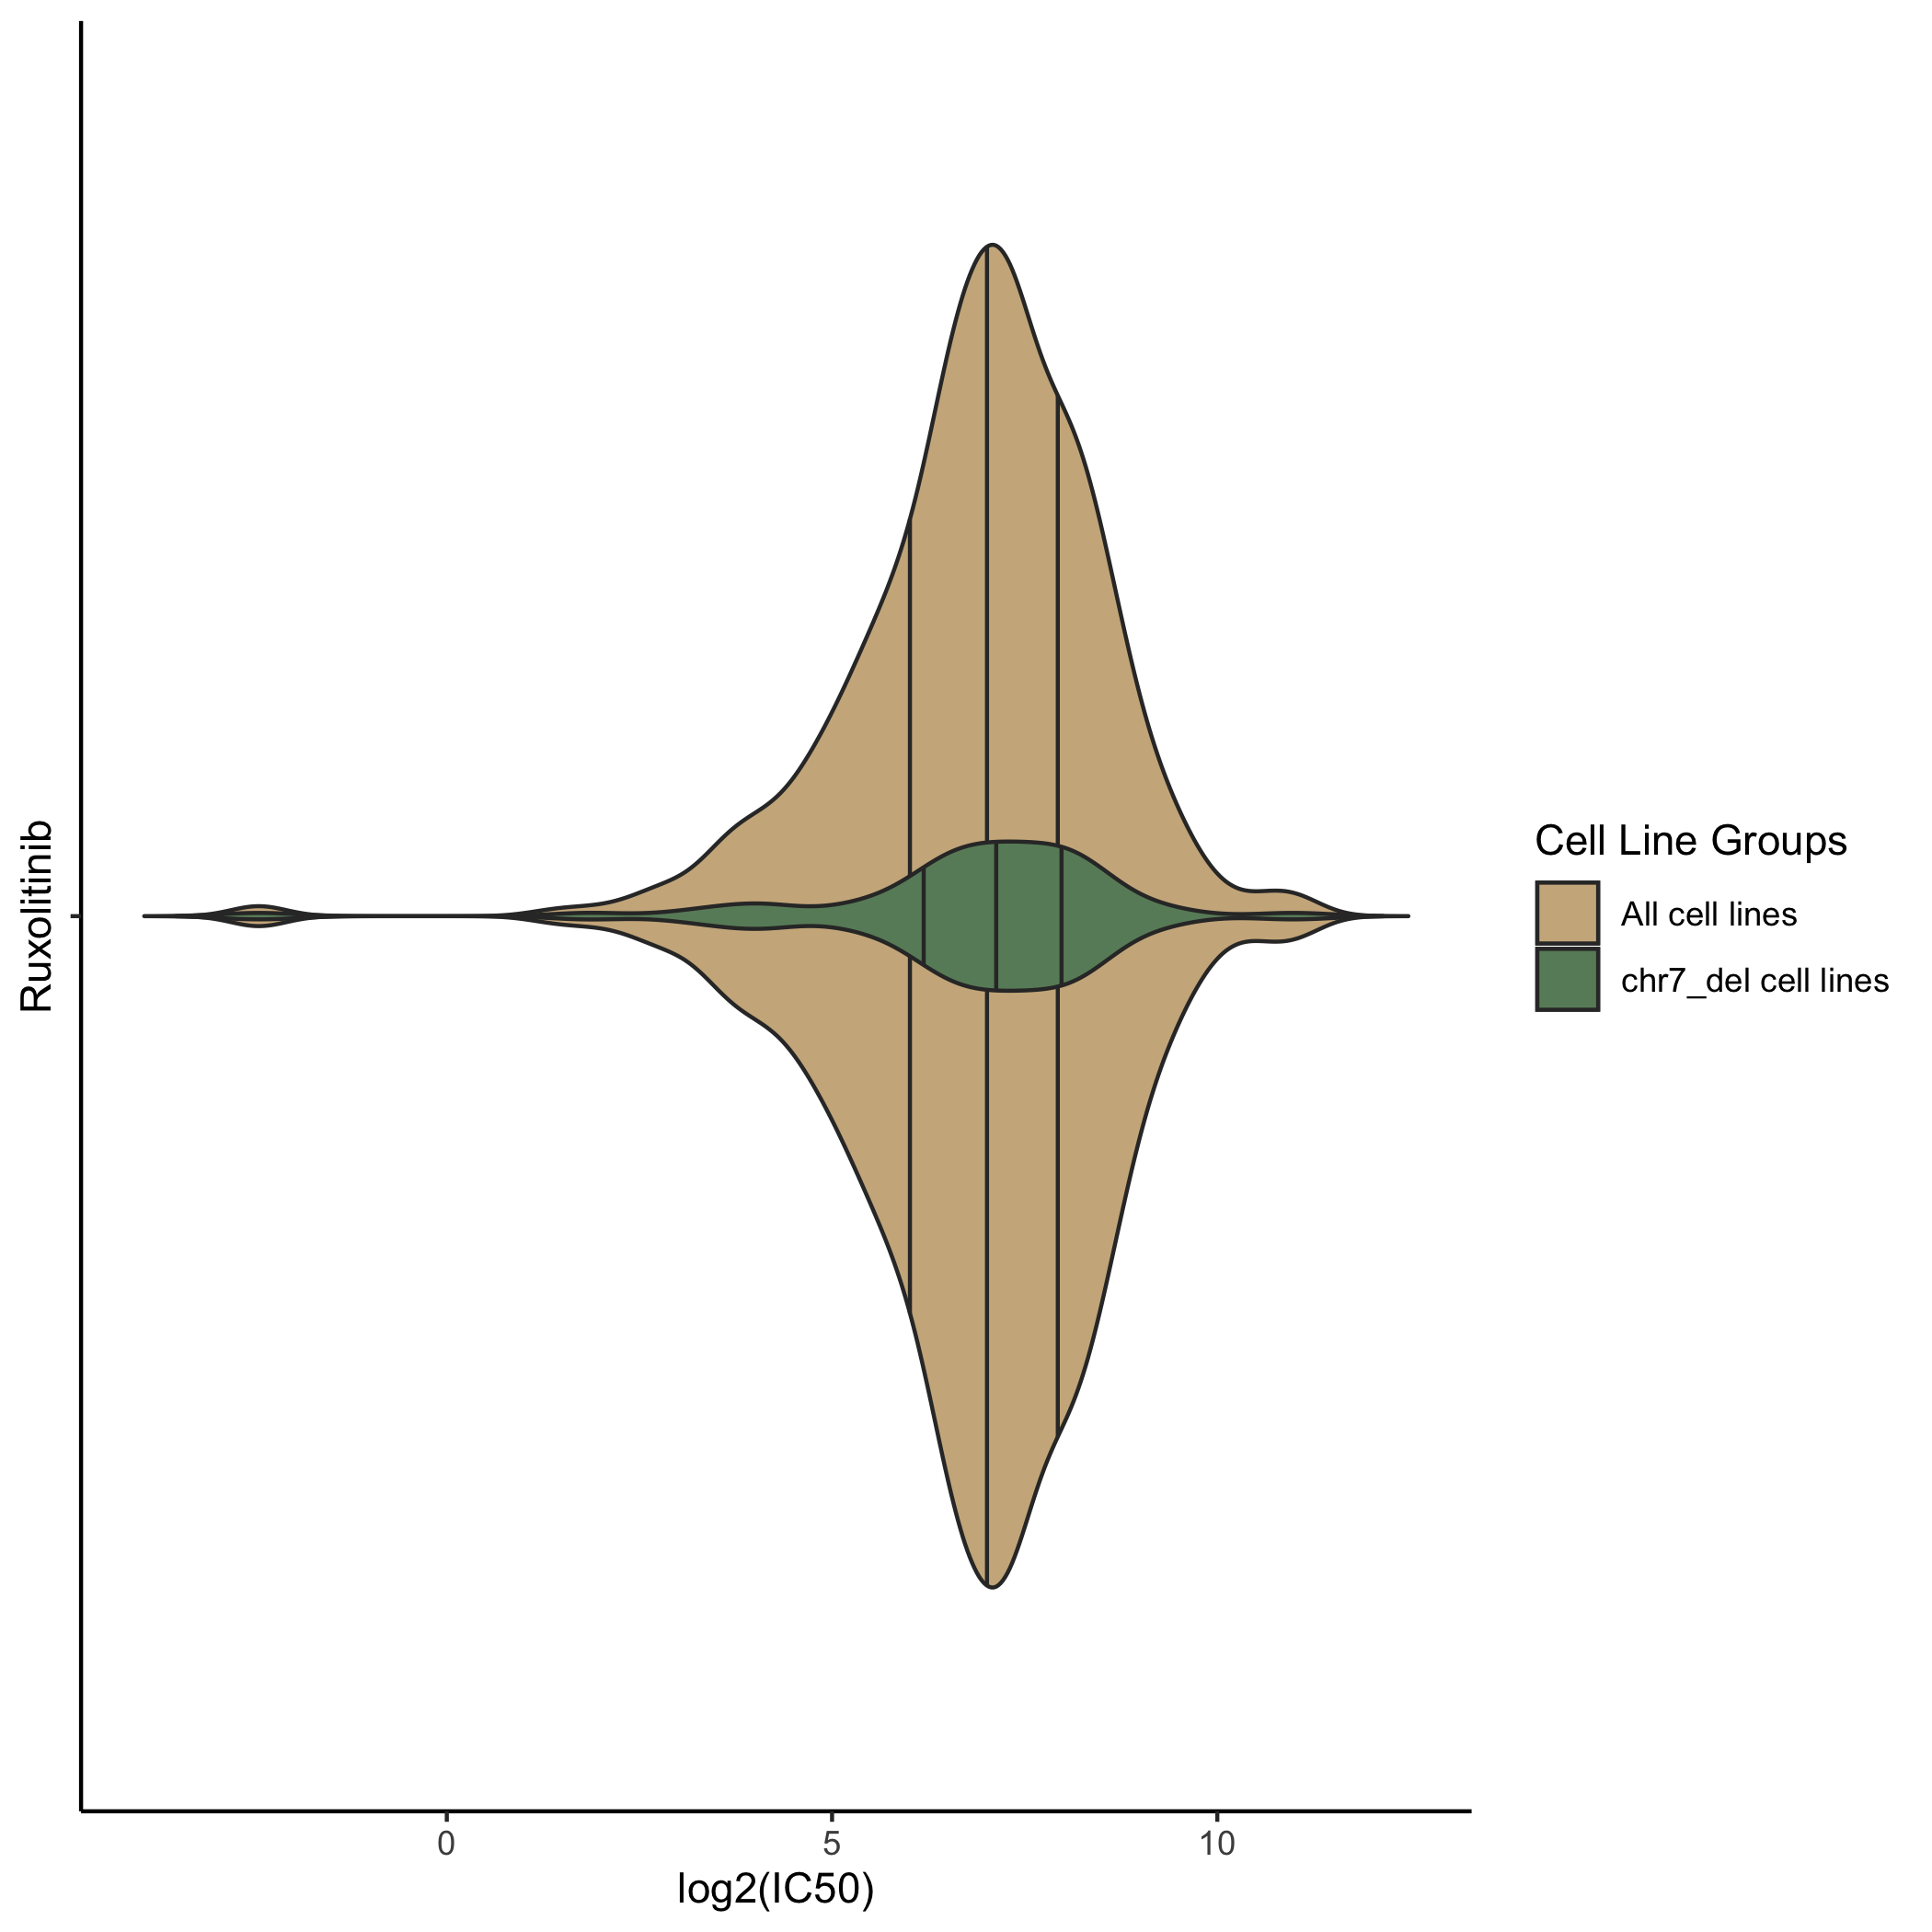 Ruxolitinib
Cell Line Groups
All cell lines
chr7_del cell lines
0 5 10
log2(IC50)